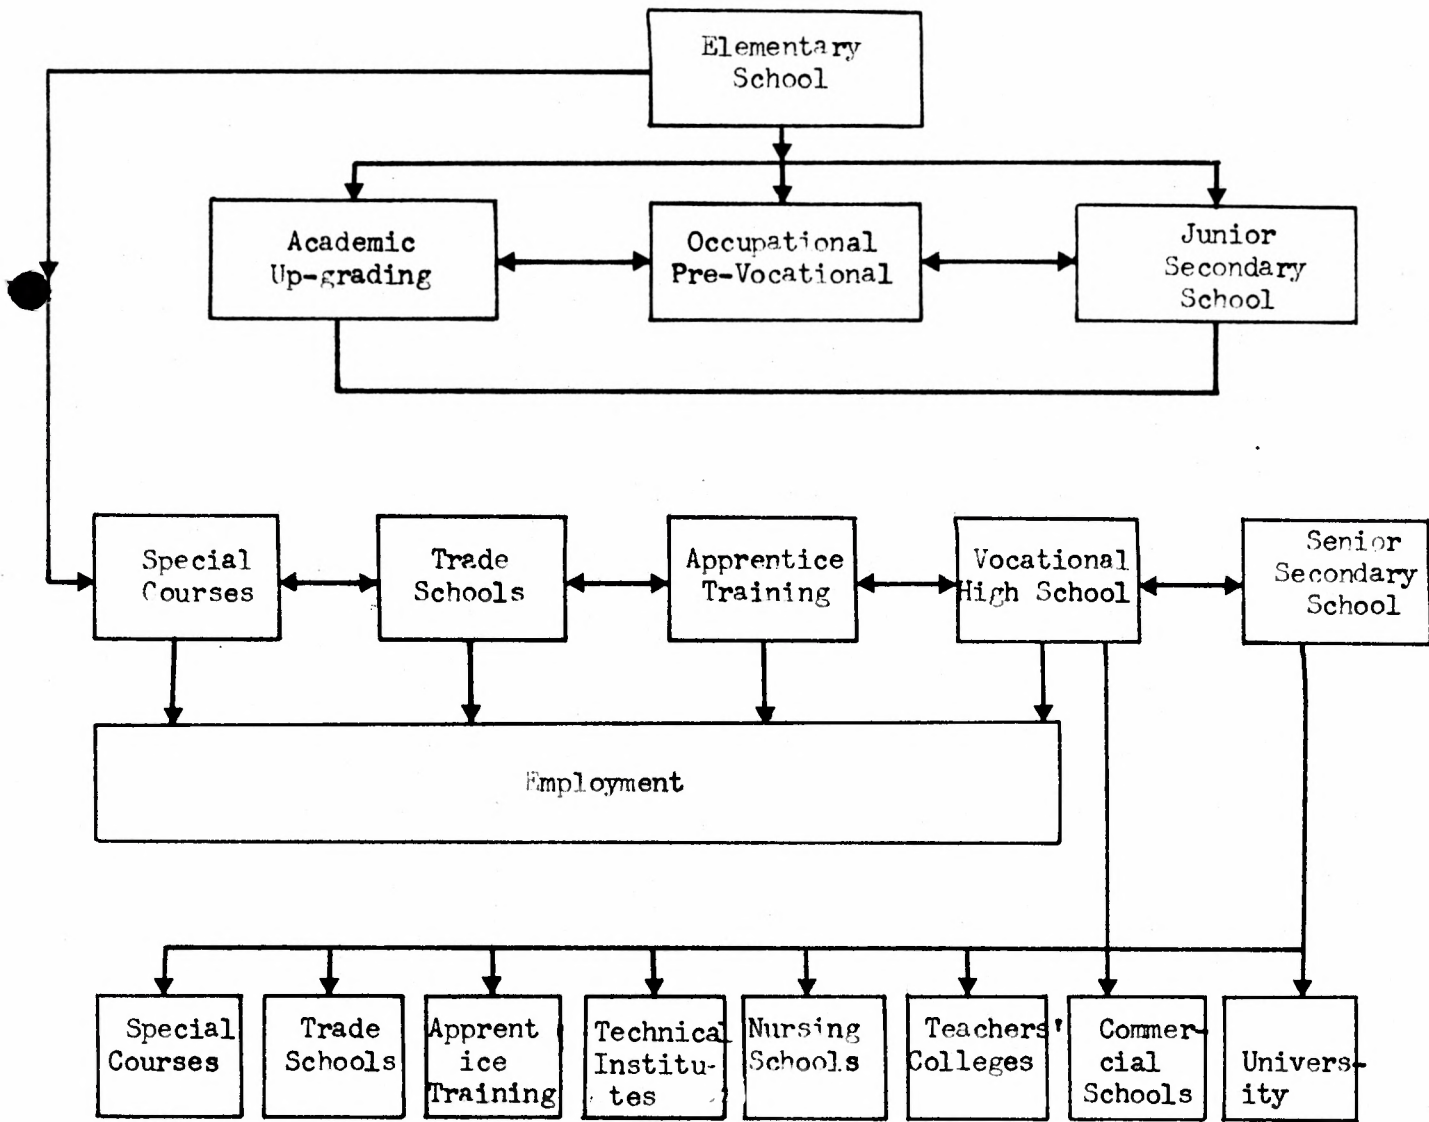 Elementary
School
Academic
Up-grading
Occupational
Pre-Vocational
Junior
Secondary
School
Special
Courses
Trade
Schools
Apprentice
Training
Vocational
High School
Senior
Secondary
School
Employment
Special
Courses
Trade
Schools
Apprent
ice
Training
Technical
Institu-
tes
Nursing
Schools
Teachers'
Colleges
Commer-
cial
Schools
Univers-
ity